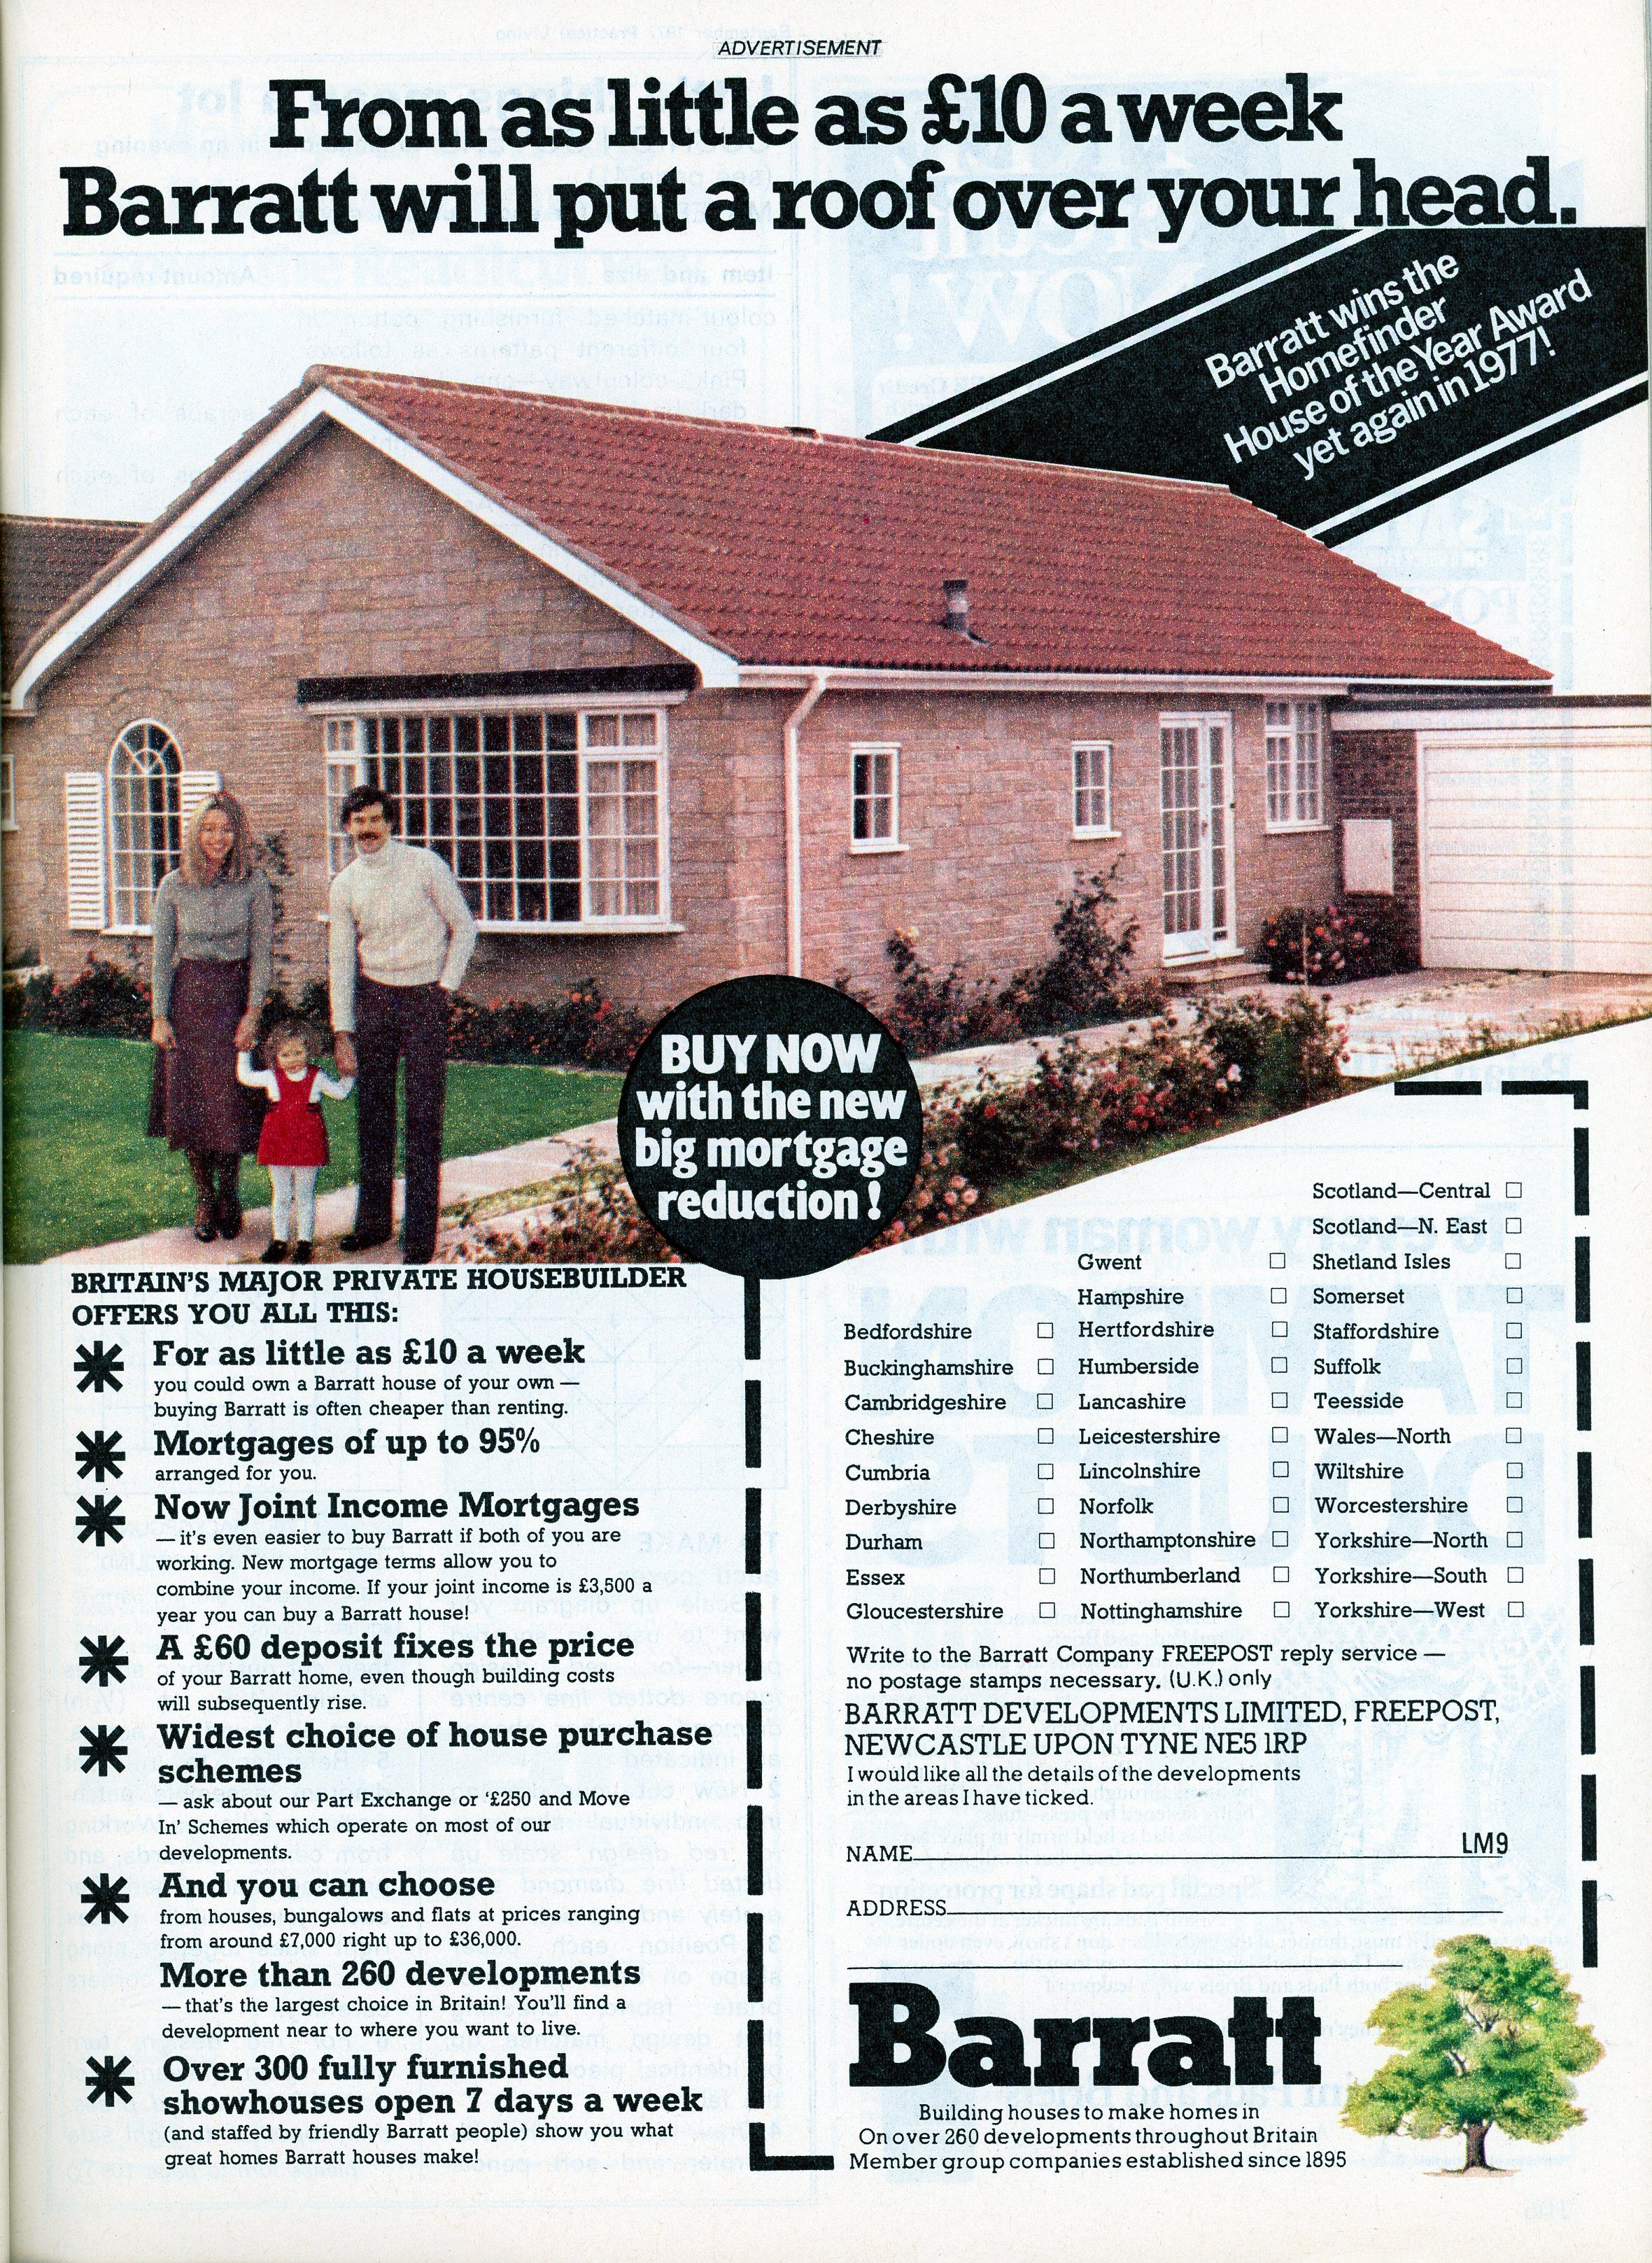 ADVERTISEMENT
From as little as £10 a week
Barratt will put a roof over your head.
Barratt wins the
Homefinder
House of the Year Award
yet again in 1977!
BUY NOW
with the new
big mortgage
reduction!
BRITAIN'S MAJOR PRIVATE HOUSEBUILDER
OFFERS YOU ALL THIS:
* For as little as £10 a week
you could own a Barratt house of your own —
buying Barratt is often cheaper than renting.
* Mortgages of up to 95%
arranged for you.
* Now Joint Income Mortgages
— it's even easier to buy Barratt if both of you are
working. New mortgage terms allow you to
combine your income. If your joint income is £3,500 a
year you can buy a Barratt house!
* A £60 deposit fixes the price
of your Barratt home, even though building costs
will subsequently rise.
* Widest choice of house purchase
schemes
— ask about our Part Exchange or ‘£250 and Move
In’ Schemes which operate on most of our
developments.
* And you can choose
from houses, bungalows and flats at prices ranging
from around £7,000 right up to £36,000.
More than 260 developments
— that's the largest choice in Britain! You'll find a
development near to where you want to live.
* Over 300 fully furnished
showhouses open 7 days a week
(and staffed by friendly Barratt people) show you what
great homes Barratt houses make!
Bedfordshire □
Buckinghamshire □
Cambridgeshire □
Cheshire □
Cumbria □
Derbyshire □
Durham □
Essex □
Gloucestershire □
Gwent □
Hampshire □
Hertfordshire □
Humberside □
Lancashire □
Leicestershire □
Lincolnshire □
Norfolk □
Northamptonshire □
Northumberland □
Nottinghamshire □
Scotland—Central □
Scotland—N. East □
Shetland Isles □
Somerset □
Staffordshire □
Suffolk □
Teesside □
Wales—North □
Wiltshire □
Worcestershire □
Yorkshire—North □
Yorkshire—South □
Yorkshire—West □
Write to the Barratt Company FREEPOST reply service —
no postage stamps necessary. (U.K.) only
BARRATT DEVELOPMENTS LIMITED, FREEPOST,
NEWCASTLE UPON TYNE NE5 1RP
I would like all the details of the developments
in the areas I have ticked.
NAME LM9
ADDRESS
Barratt
Building houses to make homes in
On over 260 developments throughout Britain
Member group companies established since 1895